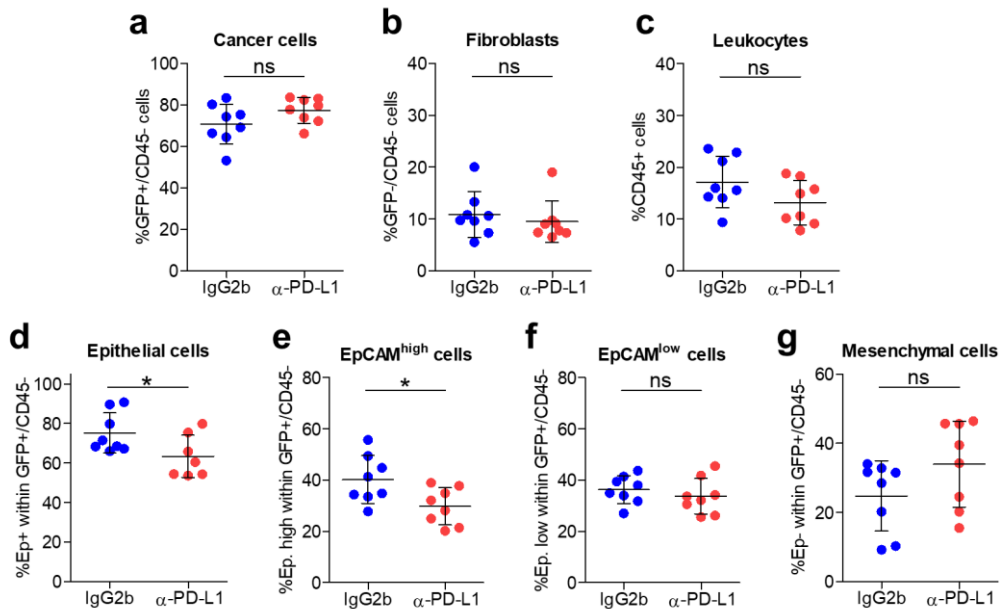 a
Cancer cells
ns
%GFP+/CD45- cells
100
80
60
40
20
0
IgG2b α-PD-L1
b
Fibroblasts
ns
%GFP-/CD45- cells
40
30
20
10
0
IgG2b α-PD-L1
c
Leukocytes
ns
%CD45+ cells
40
30
20
10
0
IgG2b α-PD-L1
d
Epithelial cells
*
%Ep+ within GFP+/CD45-
100
80
60
40
20
0
IgG2b α-PD-L1
e
EpCAMhigh cells
*
%Ep. high within GFP+/CD45-
80
60
40
20
0
IgG2b α-PD-L1
f
EpCAMlow cells
ns
%Ep. low within GFP+/CD45-
80
60
40
20
0
IgG2b α-PD-L1
g
Mesenchymal cells
ns
%Ep- within GFP+/CD45-
60
40
20
0
IgG2b α-PD-L1